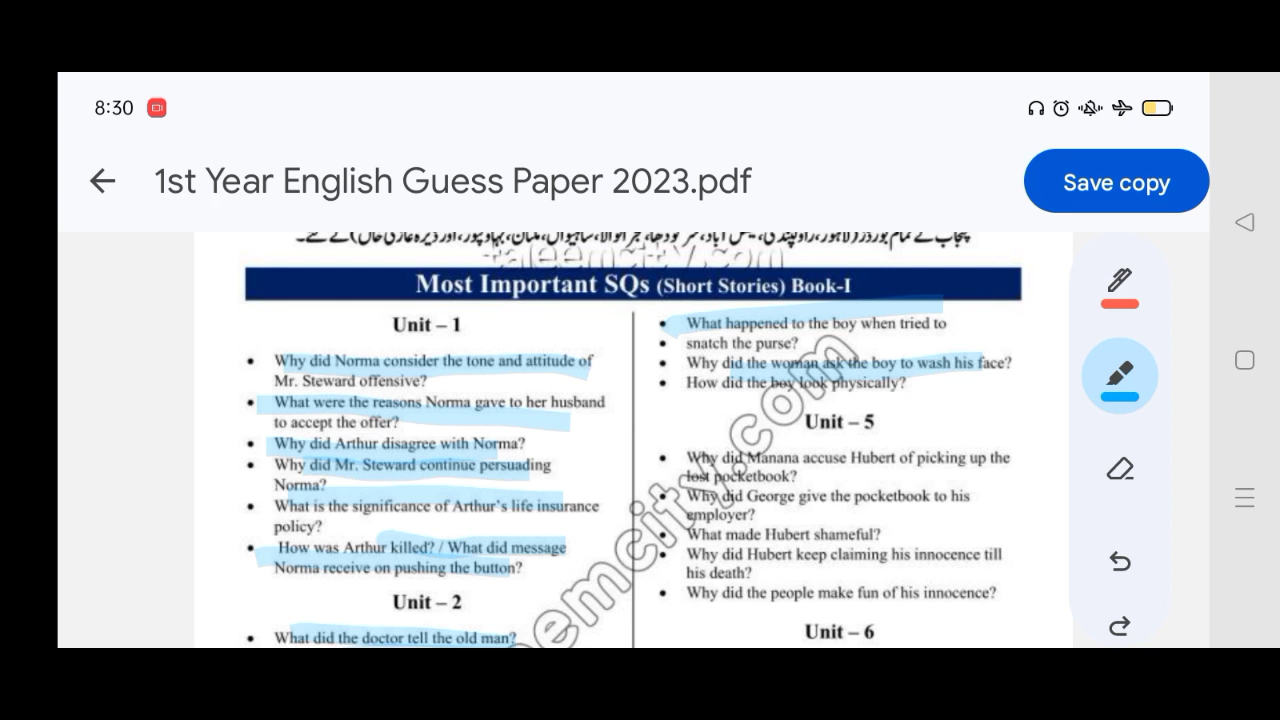 8:30
1st Year English Guess Paper 2023.pdf
Save copy
taleemcity.com
Most Important SQs (Short Stories) Book-I
Unit – 1
• Why did Norma consider the tone and attitude of
Mr. Steward offensive?
• What were the reasons Norma gave to her husband
to accept the offer?
• Why did Arthur disagree with Norma?
• Why did Mr. Steward continue persuading
Norma?
• What is the significance of Arthur's life insurance
policy?
• How was Arthur killed? / What did message
Norma receive on pushing the button?
Unit – 2
• What did the doctor tell the old man?
• What happened to the boy when tried to
• snatch the purse?
• Why did the woman ask the boy to wash his face?
• How did the boy look physically?
Unit – 5
• Why did Manana accuse Hubert of picking up the
lost pocketbook?
• Why did George give the pocketbook to his
employer?
• What made Hubert shameful?
• Why did Hubert keep claiming his innocence till
his death?
• Why did the people make fun of his innocence?
Unit – 6
eemcity.com